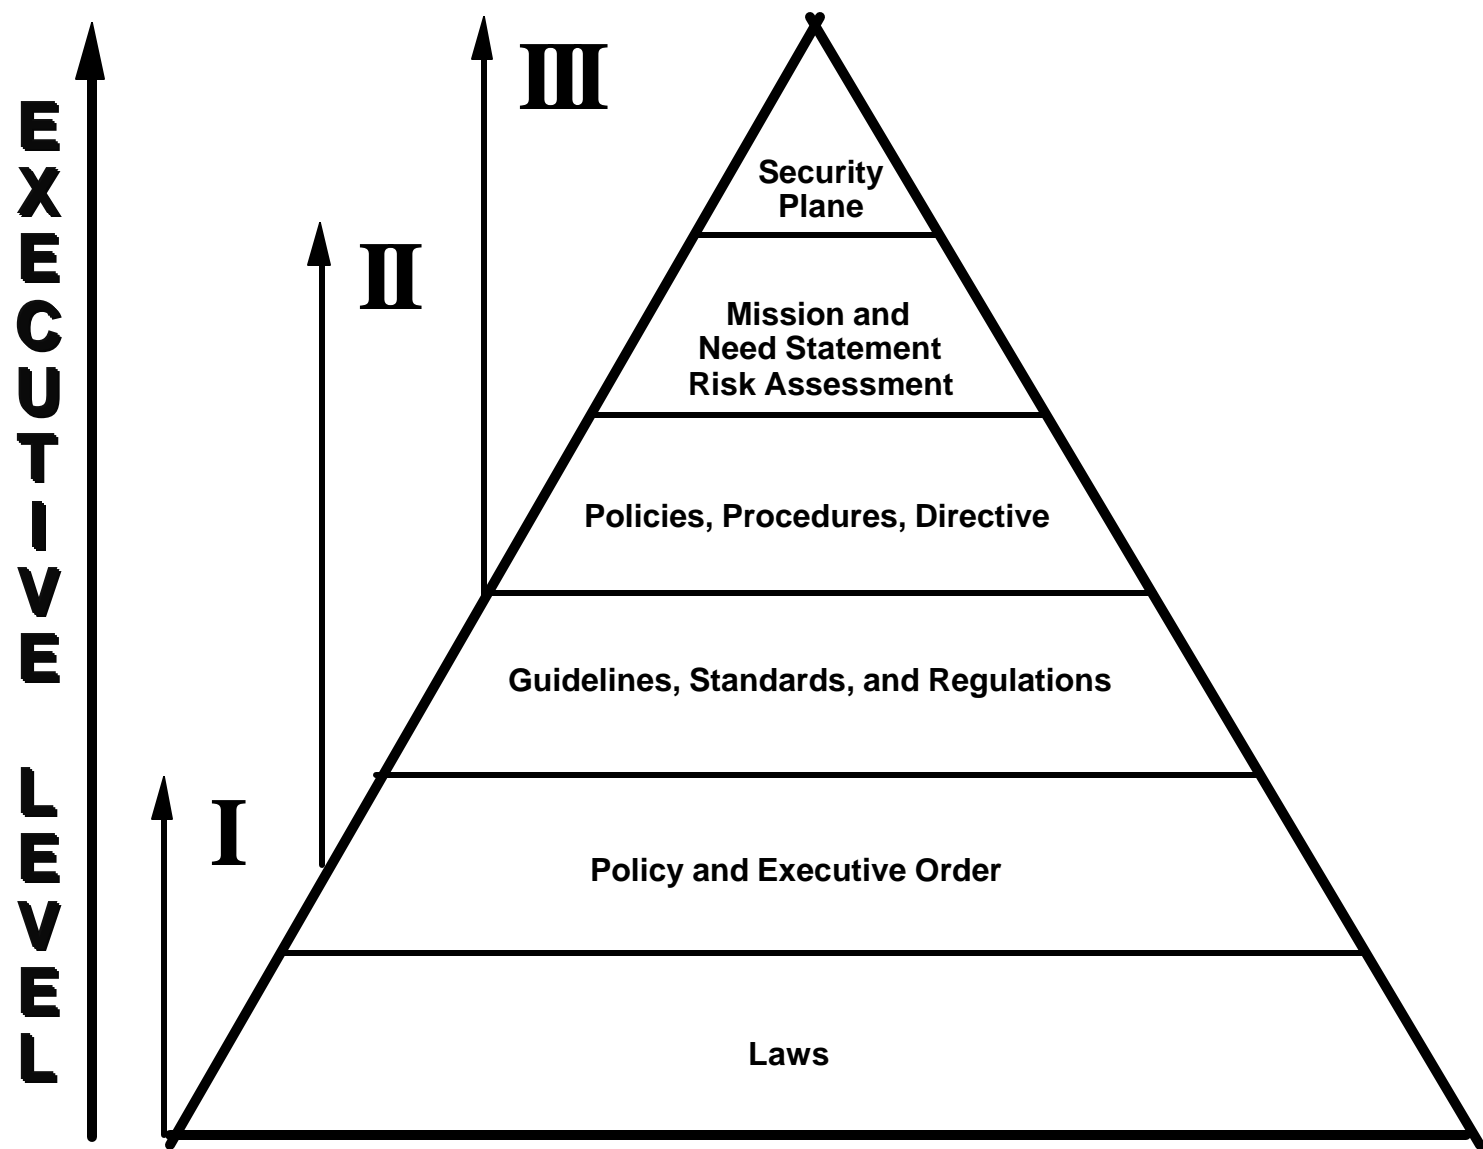 EXECUTIVE LEVEL
III
II
I
Security
Plane
Mission and
Need Statement
Risk Assessment
Policies, Procedures, Directive
Guidelines, Standards, and Regulations
Policy and Executive Order
Laws